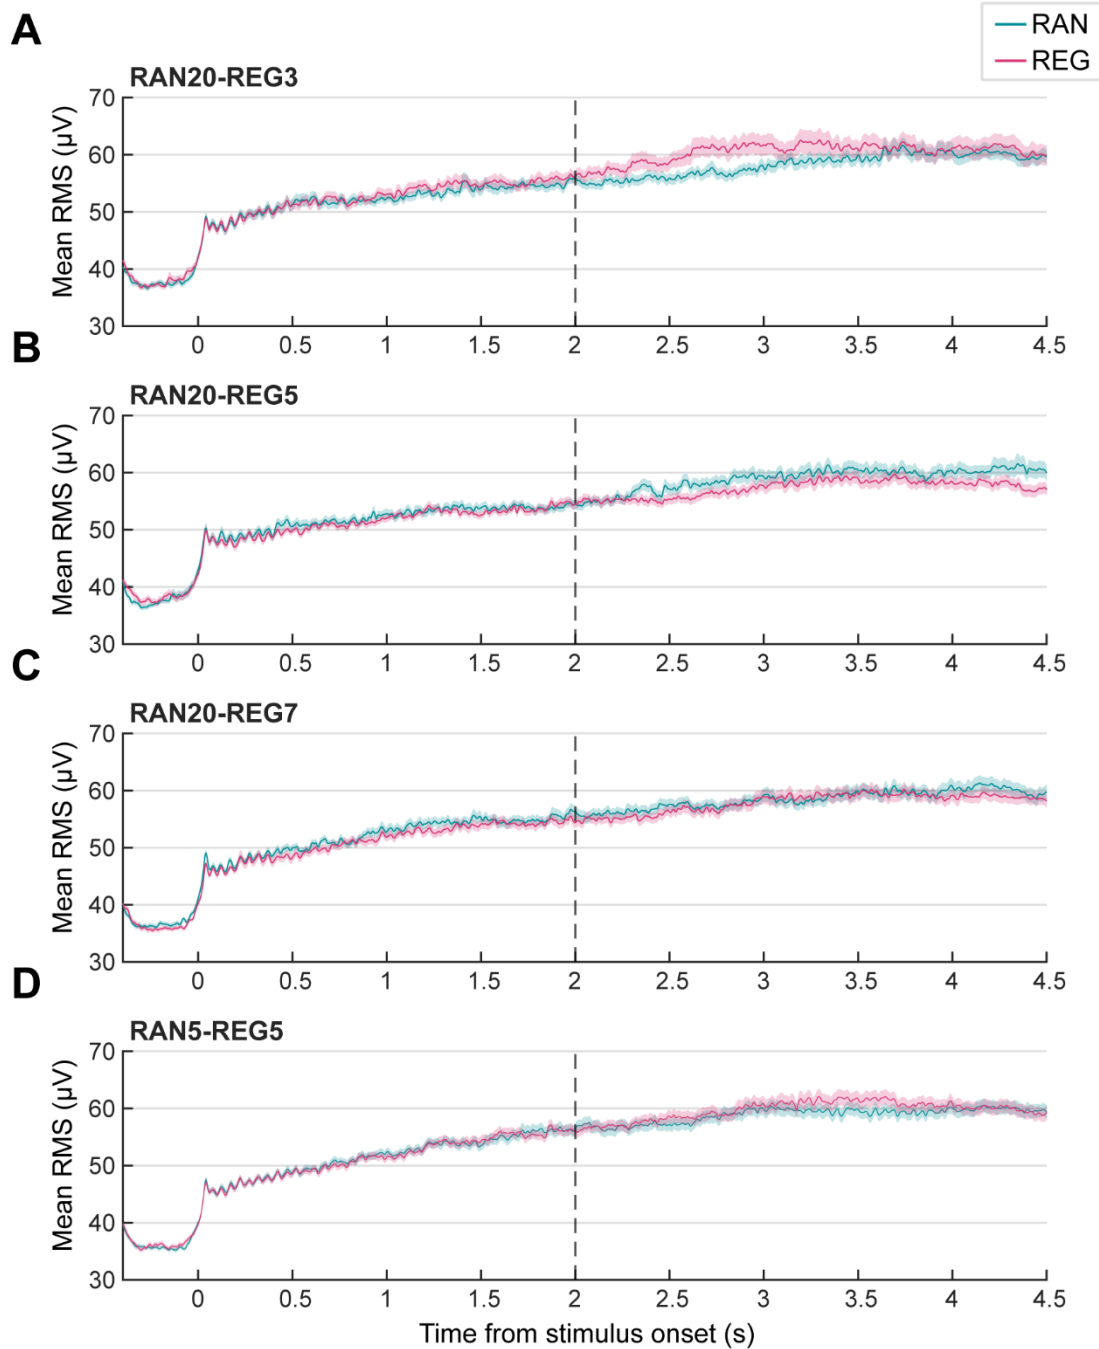 A
RAN
REG
RAN20-REG3
Mean RMS (µV)
70
60
50
40
30
0 0.5 1 1.5 2 2.5 3 3.5 4 4.5
B
RAN20-REG5
Mean RMS (µV)
70
60
50
40
30
0 0.5 1 1.5 2 2.5 3 3.5 4 4.5
C
RAN20-REG7
Mean RMS (µV)
70
60
50
40
30
0 0.5 1 1.5 2 2.5 3 3.5 4 4.5
D
RAN5-REG5
Mean RMS (µV)
70
60
50
40
30
0 0.5 1 1.5 2 2.5 3 3.5 4 4.5
Time from stimulus onset (s)